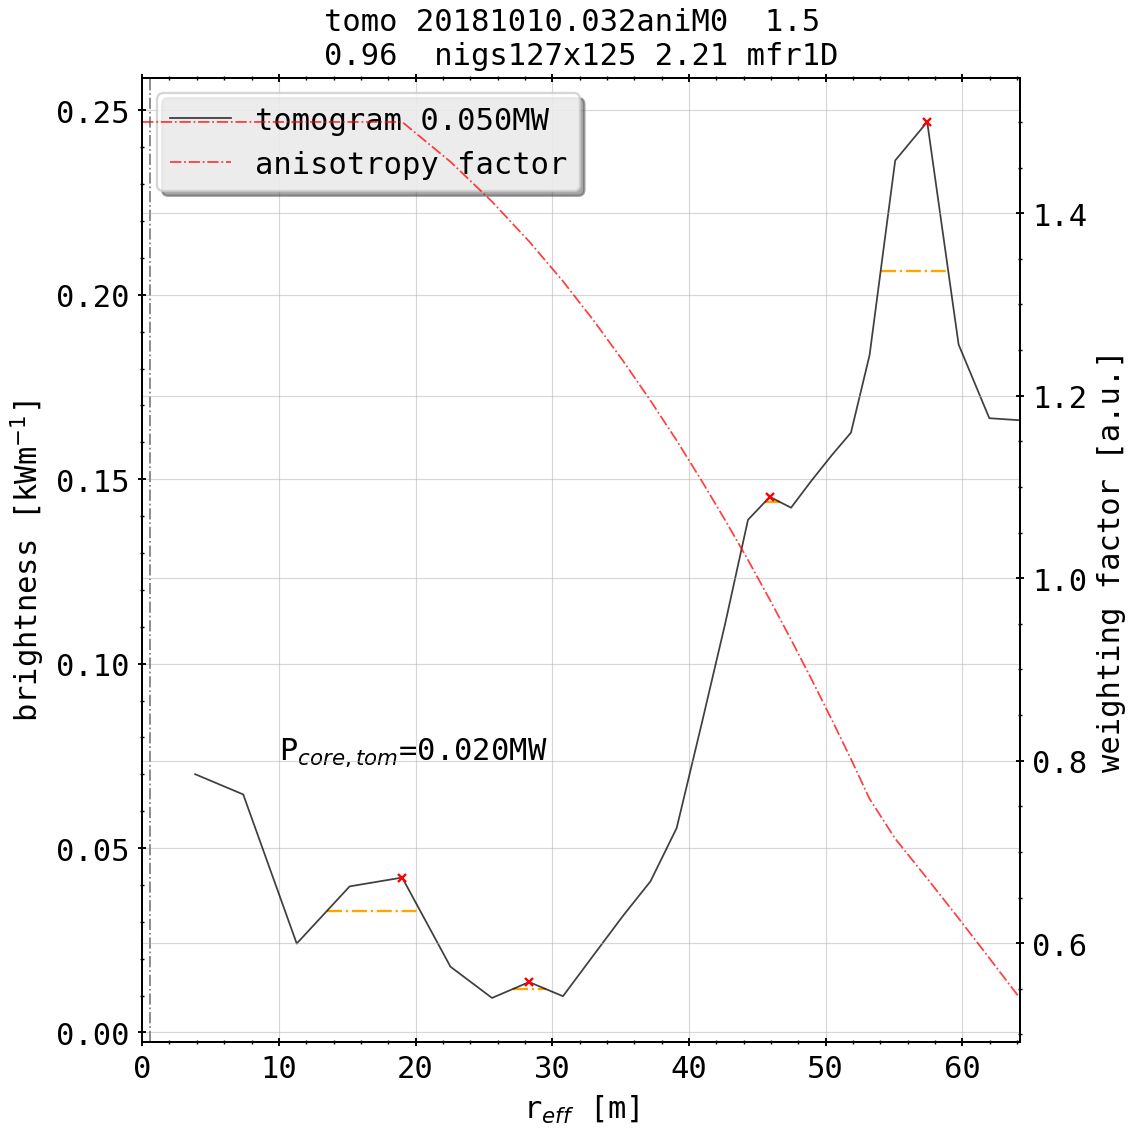 tomo 20181010.032aniM0  1.5
0.96  nigs127x125 2.21 mfr1D
tomogram 0.050MW
anisotropy factor
0.25
0.20
0.15
0.10
0.05
0.00
brightness [kWm⁻¹]
1.4
1.2
1.0
0.8
0.6
weighting factor [a.u.]
P_core,tom=0.020MW
0 10 20 30 40 50 60
r_eff [m]